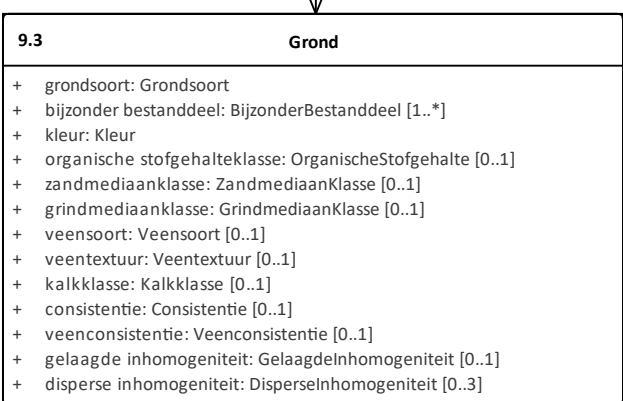 9.3 Grond
+ grondsoort: Grondsoort
+ bijzonder bestanddeel: BijzonderBestanddeel [1..*]
+ kleur: Kleur
+ organische stofgehalteklasse: OrganischeStofgehalte [0..1]
+ zandmediaanklasse: ZandmediaanKlasse [0..1]
+ grindmediaanklasse: GrindmediaanKlasse [0..1]
+ veensoort: Veensoort [0..1]
+ veentextuur: Veentextuur [0..1]
+ kalkklasse: Kalkklasse [0..1]
+ consistentie: Consistentie [0..1]
+ veenconsistentie: Veenconsistentie [0..1]
+ gelaagde inhomogeniteit: GelaagdeInhomogeniteit [0..1]
+ disperse inhomogeniteit: DisperseInhomogeniteit [0..3]